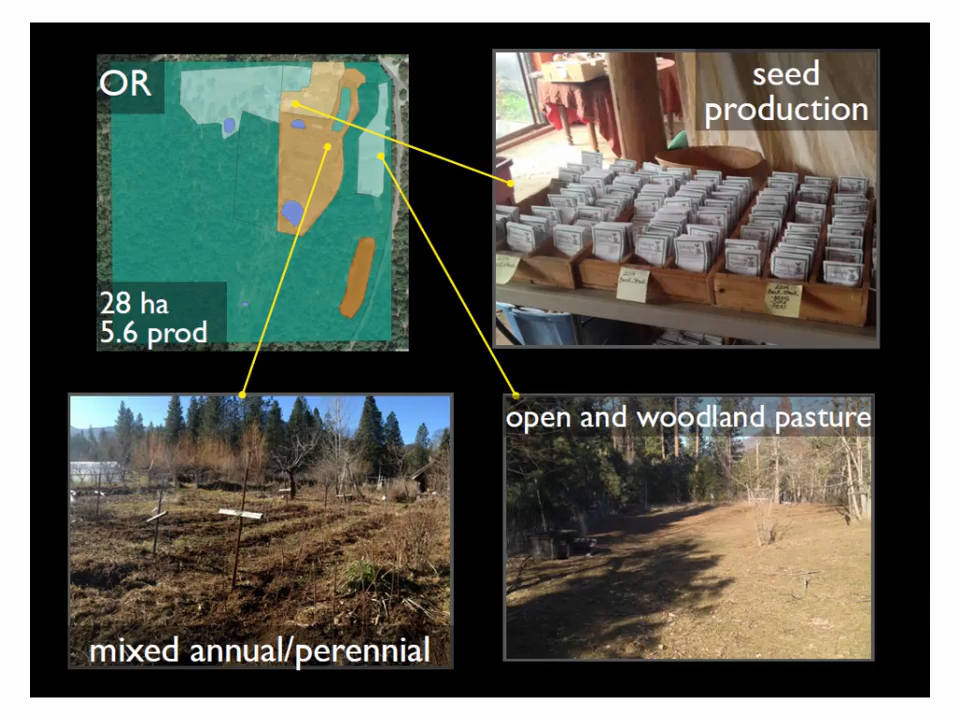 OR
28 ha
5.6 prod
seed
production
mixed annual/perennial
open and woodland pasture